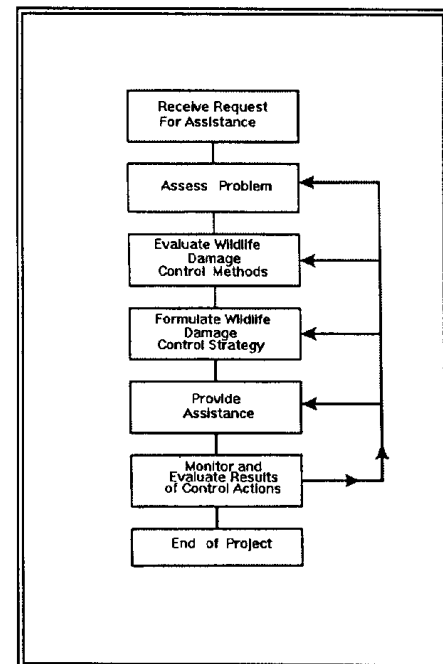 Receive Request
For Assistance
Assess Problem
Evaluate Wildlife
Damage
Control Methods
Formulate Wildlife
Damage
Control Strategy
Provide
Assistance
Monitor and
Evaluate Results
of Control Actions
End of Project